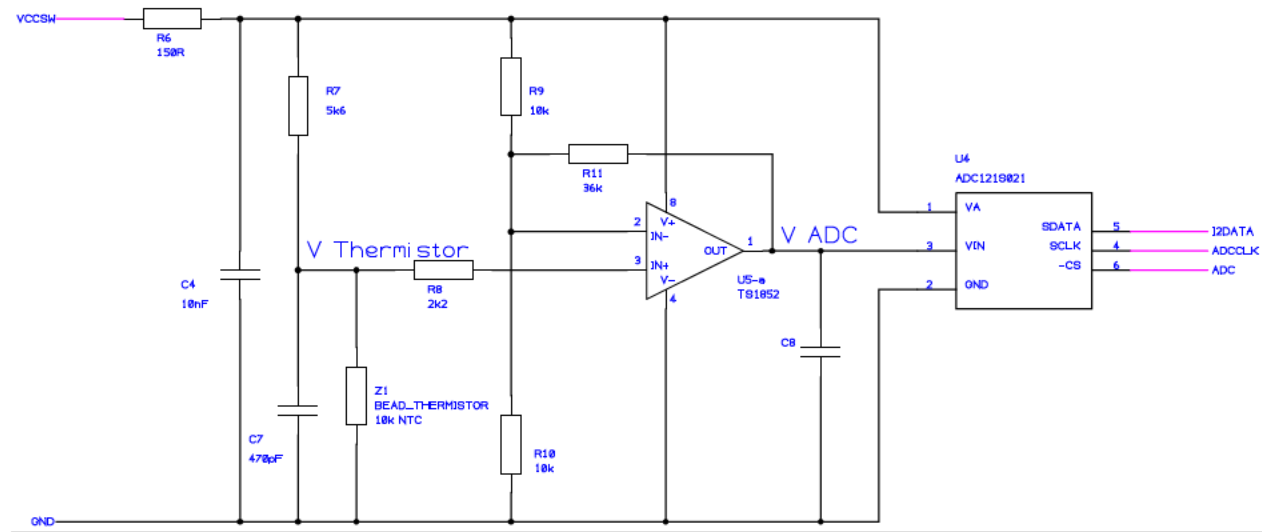 VCCSW
R6
150R
R7
5k6
R9
10k
R11
36k
U4
ADC121S021
1
VA
8
V+
2
IN-
SDATA
5
I2DATA
V Thermistor
OUT
1
V ADC
3
VIN
SCLK
4
ADCCLK
3
IN+
-CS
6
ADC
V-
4
U5-a
TS1852
2
GND
C4
10nF
R8
2k2
C8
Z1
BEAD_THERMISTOR
10k NTC
C7
470pF
R10
10k
GND